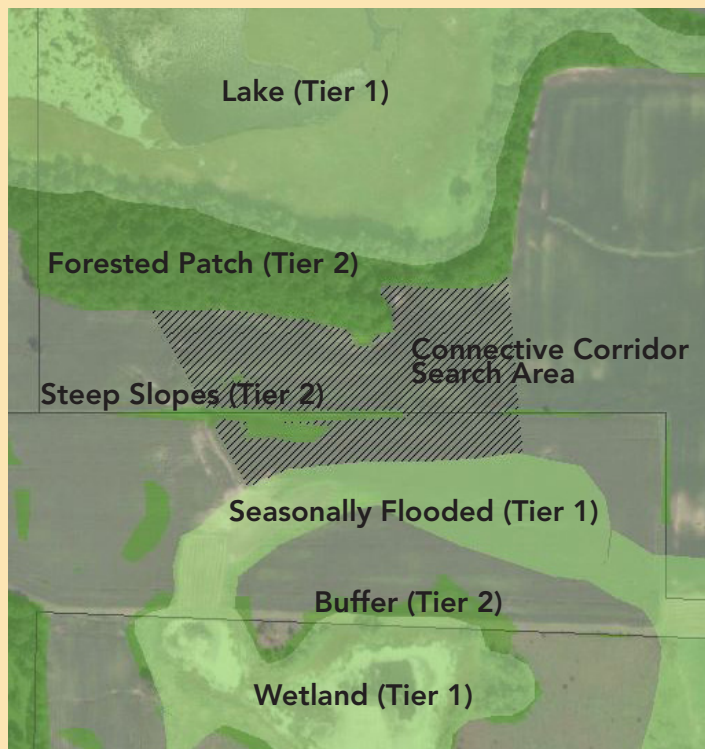 Lake (Tier 1)
Forested Patch (Tier 2)
Connective Corridor
Search Area
Steep Slopes (Tier 2)
Seasonally Flooded (Tier 1)
Buffer (Tier 2)
Wetland (Tier 1)